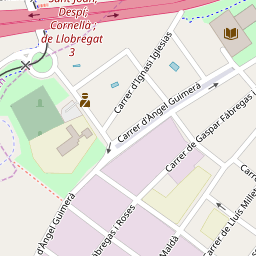 Sant Joan
Despí;
Cornellà ;
de Llobregat
3
Carrer d'Ignasi Iglesias
Carrer d'Àngel Guimerà
Carrer de Gaspar Fàbregas i
d'Àngel Guimerà
Fàbregas i Roses
Maldà
Carrer de Lluís Millet